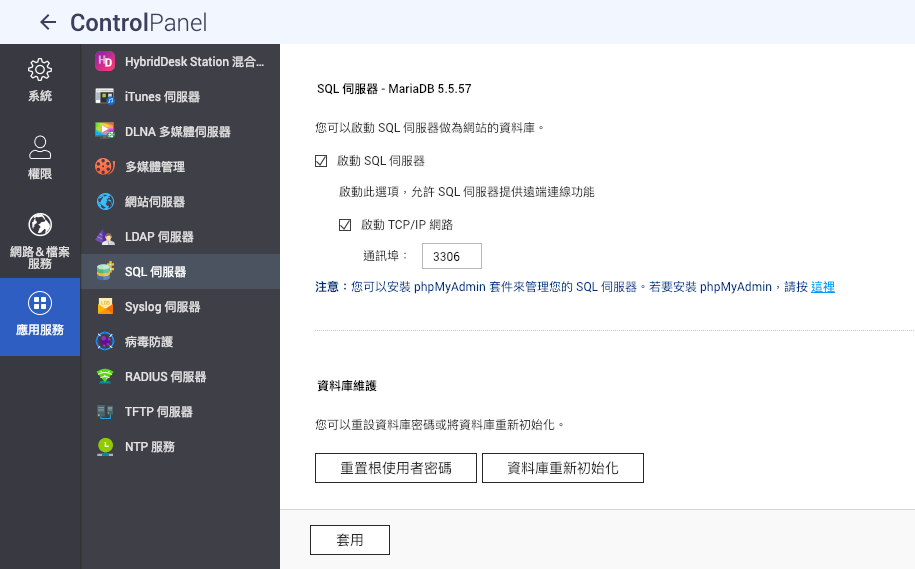 ControlPanel
系統
權限
網路＆檔案
服務
應用服務
HybridDesk Station 混合...
iTunes 伺服器
DLNA 多媒體伺服器
多媒體管理
網站伺服器
LDAP 伺服器
SQL 伺服器
Syslog 伺服器
病毒防護
RADIUS 伺服器
TFTP 伺服器
NTP 服務
SQL 伺服器 - MariaDB 5.5.57
您可以啟動 SQL 伺服器做為網站的資料庫。
啟動 SQL 伺服器
啟動此選項，允許 SQL 伺服器提供遠端連線功能
啟動 TCP/IP 網路
通訊埠： 3306
注意：您可以安裝 phpMyAdmin 套件來管理您的 SQL 伺服器。若要安裝 phpMyAdmin，請按 這裡
資料庫維護
您可以重設資料庫密碼或將資料庫重新初始化。
重置根使用者密碼 資料庫重新初始化
套用